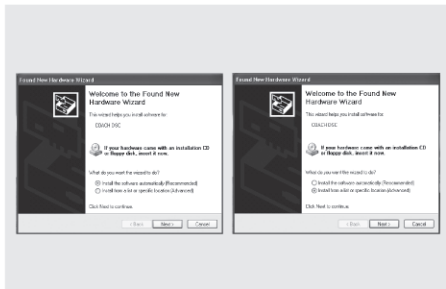 Found New Hardware Wizard
Welcome to the Found New
Hardware Wizard
This wizard helps you install software for:
COACH DSC
If your hardware came with an installation CD
or floppy disk, insert it now.
What do you want the wizard to do?
Install the software automatically (Recommended)
Install from a list or specific location (Advanced)
Click Next to continue.
< Back
Next >
Cancel
Found New Hardware Wizard
Welcome to the Found New
Hardware Wizard
This wizard helps you install software for:
COACH DSC
If your hardware came with an installation CD
or floppy disk, insert it now.
What do you want the wizard to do?
Install the software automatically (Recommended)
Install from a list or specific location (Advanced)
Click Next to continue.
< Back
Next >
Cancel